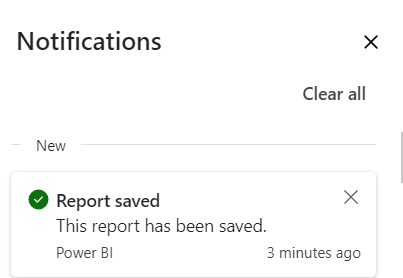 Notifications
Clear all
New
Report saved
This report has been saved.
Power BI 3 minutes ago